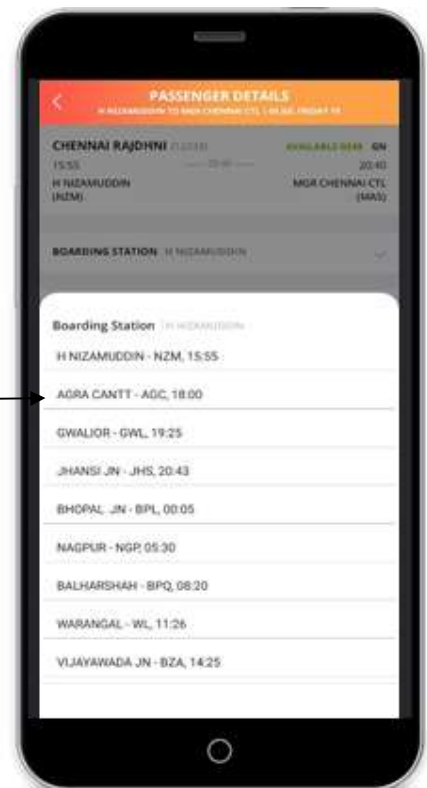 PASSENGER DETAILS
CHENNAI RAJDHNI
15:55 20:40
H NIZAMUDDIN MGR CHENNAI CTL
(NZM) (MAS)
BOARDING STATION H NIZAMUDDIN
Boarding Station H NIZAMUDDIN
H NIZAMUDDIN - NZM, 15:55
AGRA CANTT - AGC, 18:00
GWALIOR - GWL, 19:25
JHANSI JN - JHS, 20:43
BHOPAL JN - BPL, 00:05
NAGPUR - NGP, 05:30
BALHARSHAH - BPQ, 08:20
WARANGAL - WL, 11:26
VIJAYAWADA JN - BZA, 14:25